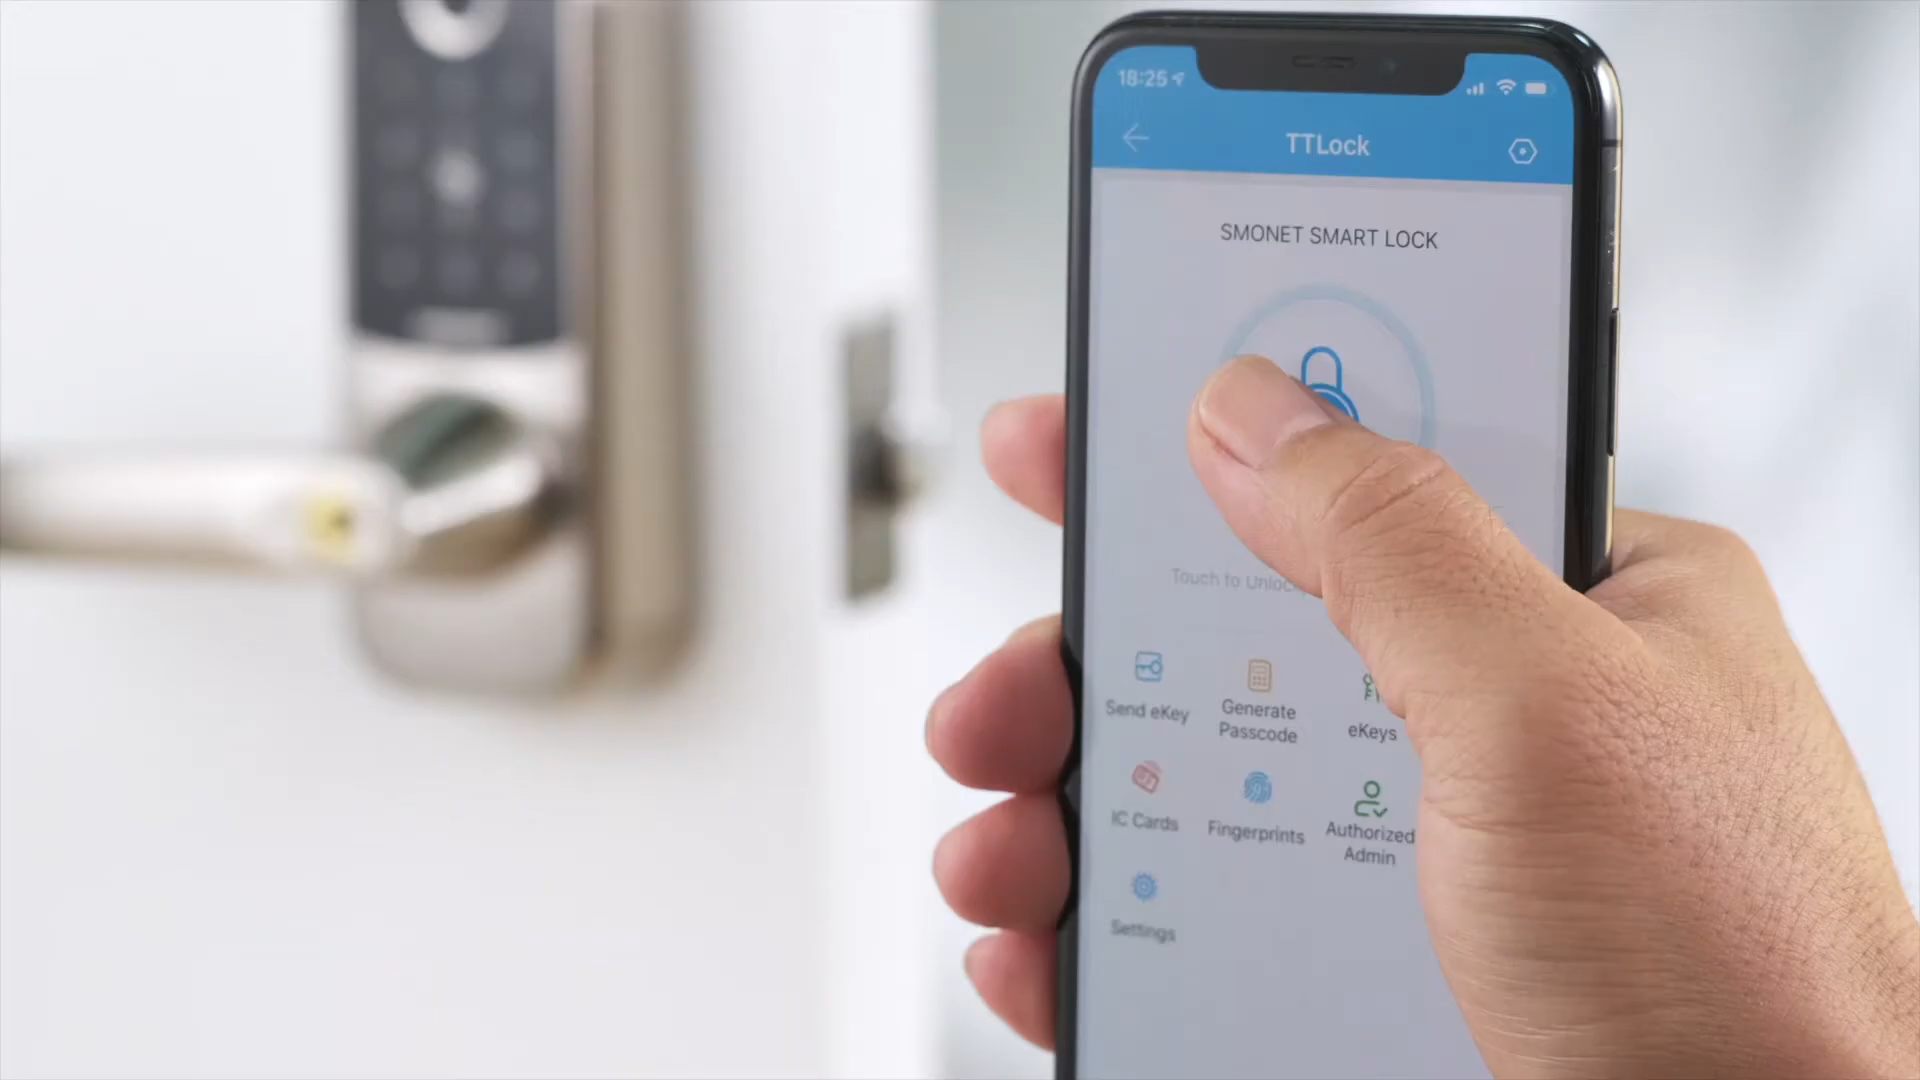 18:25
TTLock
SMONET SMART LOCK
Touch to Unlock
Send eKey
Generate
Passcode
eKeys
IC Cards
Fingerprints
Authorized
Admin
Settings